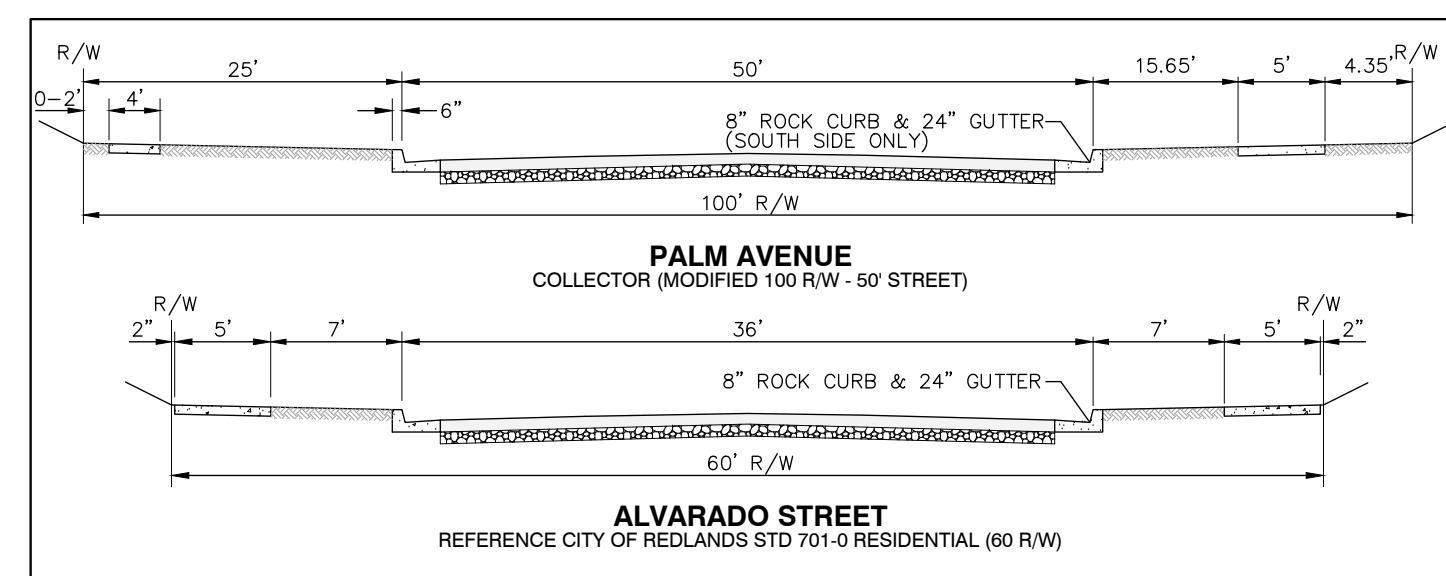 R/W
R/W
25'
50'
15.65'
5'
4.35'
0-2'
4'
6"
8" ROCK CURB & 24" GUTTER
(SOUTH SIDE ONLY)
100' R/W
PALM AVENUE
COLLECTOR (MODIFIED 100 R/W - 50' STREET)
R/W
R/W
2"
5'
7'
36'
7'
5'
2"
8" ROCK CURB & 24" GUTTER
60' R/W
ALVARADO STREET
REFERENCE CITY OF REDLANDS STD 701-0 RESIDENTIAL (60 R/W)